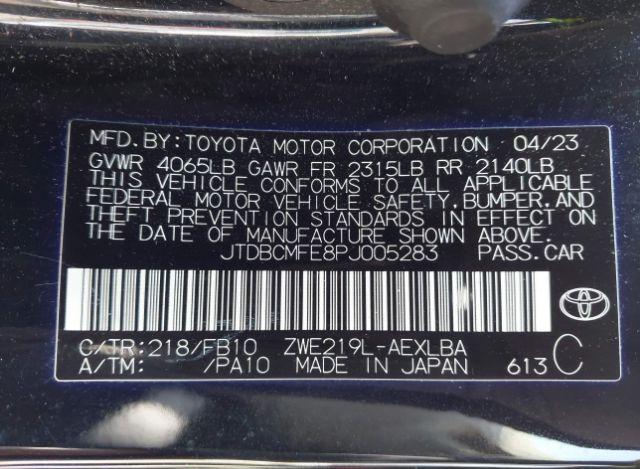 MFD. BY: TOYOTA MOTOR CORPORATION 04/23
GVWR 4065LB GAWR FR 2315LB RR 2140LB
THIS VEHICLE CONFORMS TO ALL APPLICABLE
FEDERAL MOTOR VEHICLE SAFETY, BUMPER, AND
THEFT PREVENTION STANDARDS IN EFFECT ON
THE DATE OF MANUFACTURE SHOWN ABOVE.
JTDBCMFE8PJ005283 PASS. CAR
C/TR: 218/FB10 ZWE219L-AEXLBA
A/TM: /PA10 MADE IN JAPAN 613 C